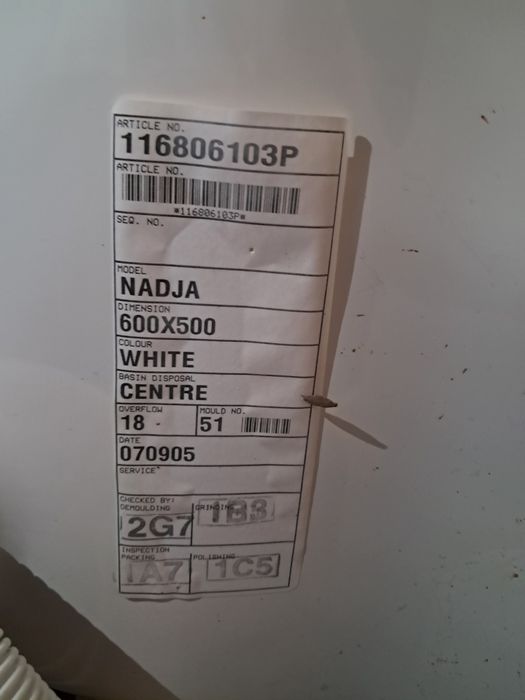 ARTICLE NO.
116806103P
ARTICLE NO.
*116806103P*
SEQ. NO.
MODEL
NADJA
DIMENSION
600X500
COLOUR
WHITE
BASIN DISPOSAL
CENTRE
OVERFLOW MOULD NO.
18 - 51
DATE
070905
SERVICE
CHECKED BY:
DEMOULDING GRINDING
2G7 TB3
INSPECTION
PACKING POLISHING
1A7 1C5